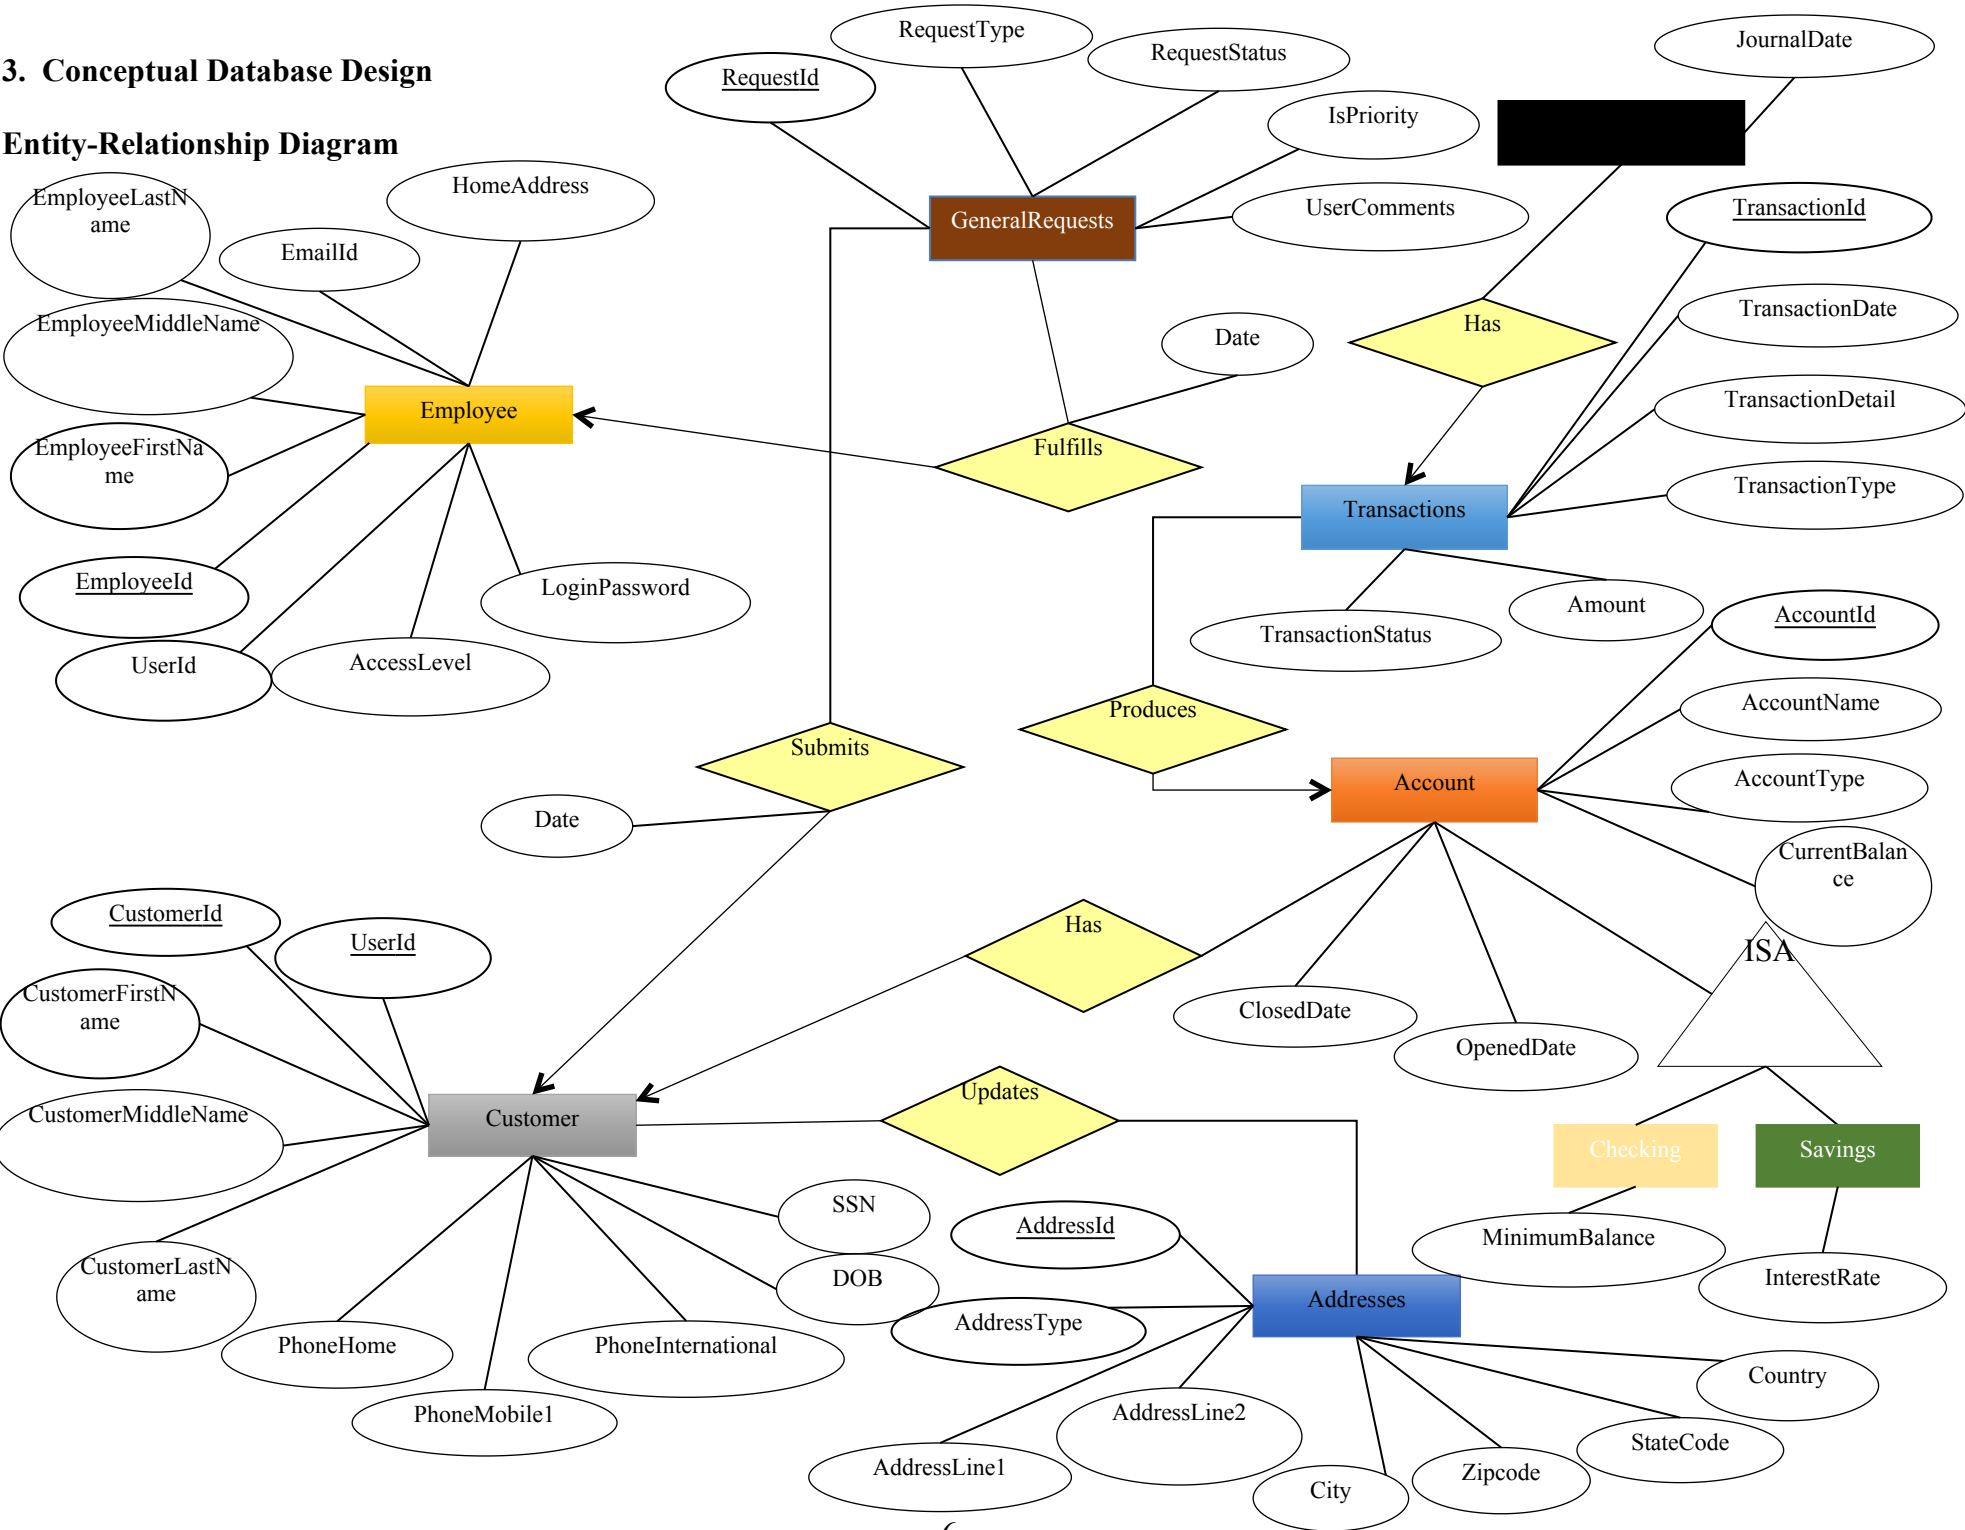 3. Conceptual Database Design
Entity-Relationship Diagram
RequestType
RequestStatus
JournalDate
RequestId
IsPriority
TransactionId
EmployeeLastN
ame
HomeAddress
EmailId
GeneralRequests
UserComments
EmployeeMiddleName
Date
Has
TransactionDate
Employee
TransactionDetail
EmployeeFirstNa
me
Fulfills
TransactionType
Transactions
EmployeeId
LoginPassword
Amount
TransactionStatus
AccountId
UserId
AccessLevel
Produces
AccountName
Submits
Account
AccountType
Date
CurrentBalan
ce
CustomerId
UserId
Has
ISA
CustomerFirstN
ame
ClosedDate
OpenedDate
CustomerMiddleName
Customer
Updates
Checking
Savings
SSN
AddressId
MinimumBalance
CustomerLastN
ame
DOB
InterestRate
Addresses
AddressType
PhoneHome
PhoneInternational
Country
PhoneMobile1
AddressLine2
StateCode
AddressLine1
Zipcode
City